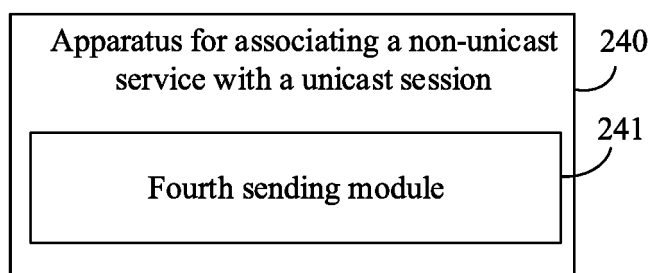 Apparatus for associating a non-unicast
service with a unicast session
240
241
Fourth sending module